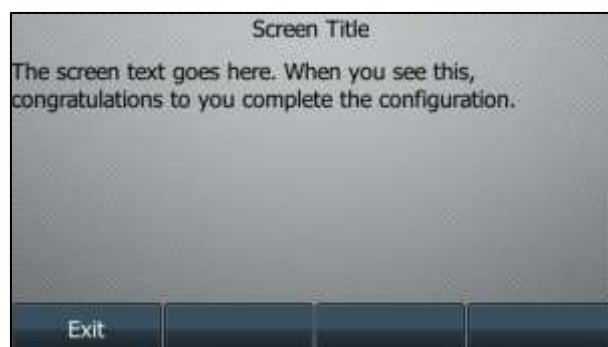 Screen Title
The screen text goes here. When you see this,
congratulations to you complete the configuration.
Exit